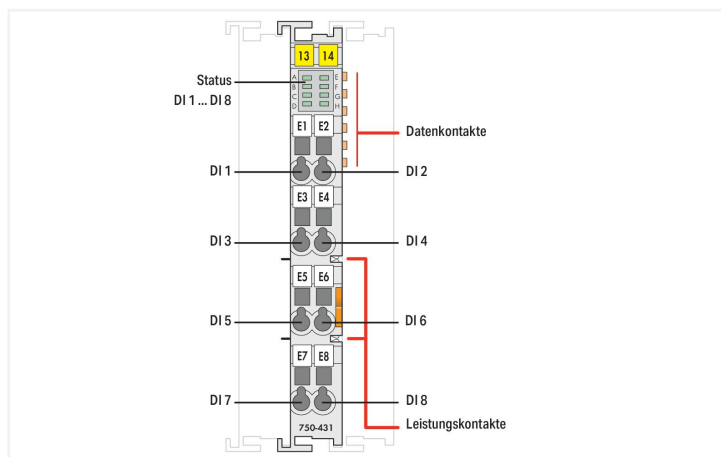 13 14
Status
DI 1 ... DI 8
A E
B F
C G
D H
E1 E2
Datenkontakte
DI 1 DI 2
E3 E4
DI 3 DI 4
E5 E6
DI 5 DI 6
E7 E8
DI 7 DI 8
Leistungskontakte
750-431